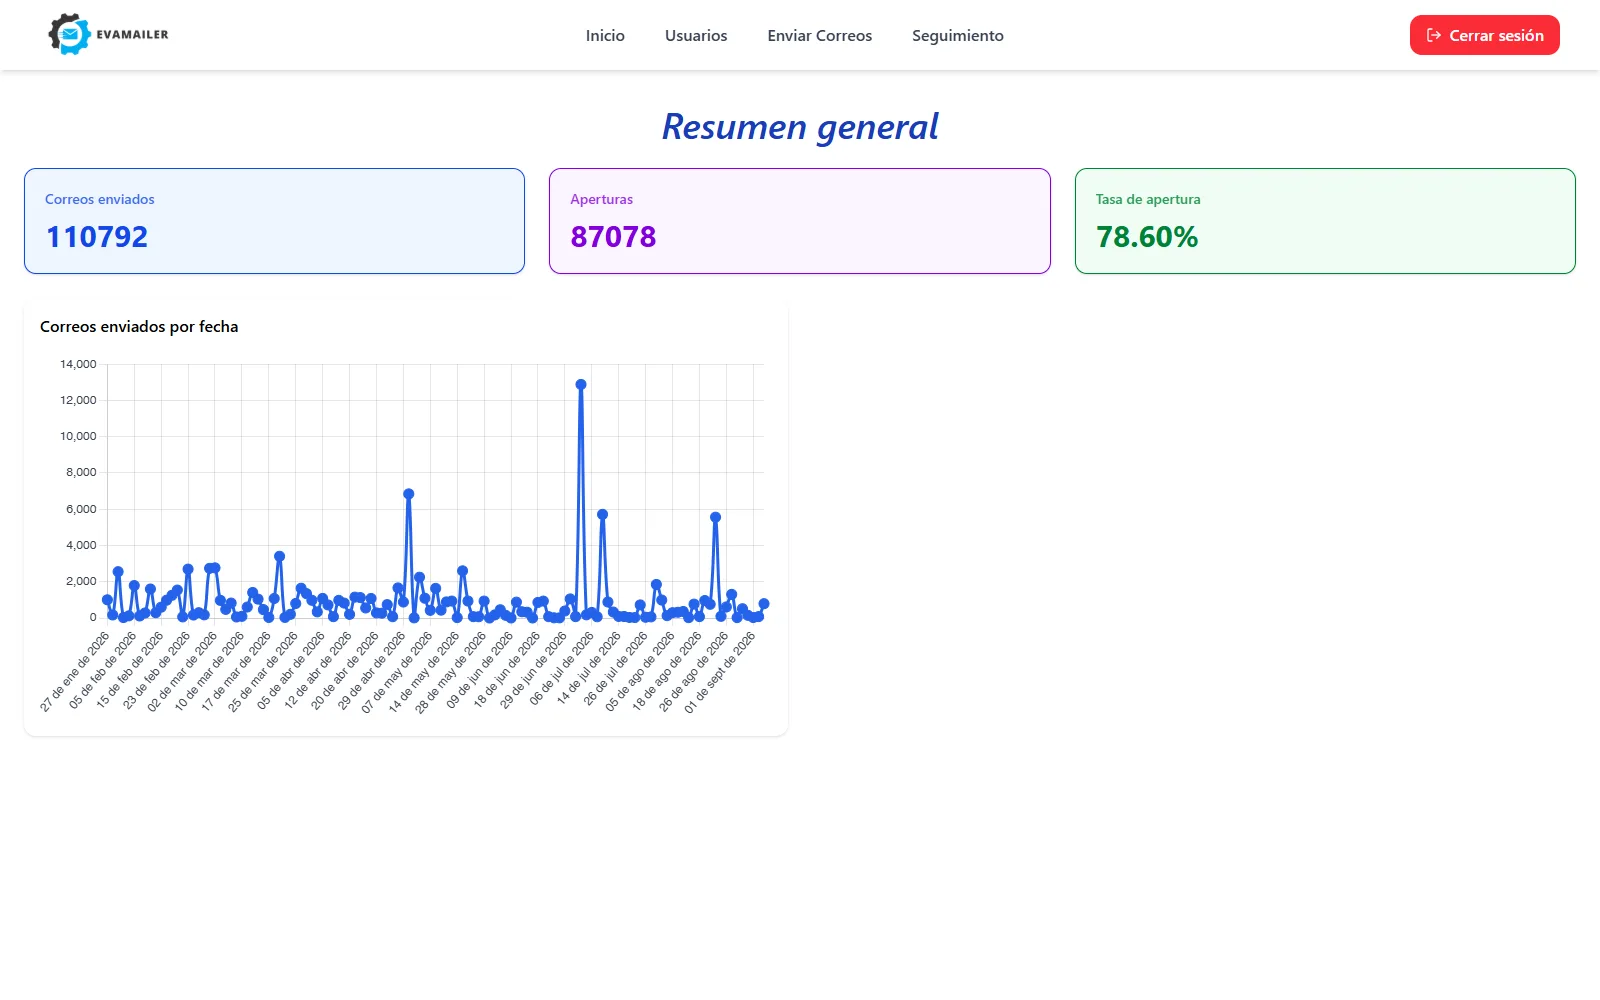 EVAMAILER
Inicio
Usuarios
Enviar Correos
Seguimiento
Cerrar sesión
Resumen general
Correos enviados
110792
Aperturas
87078
Tasa de apertura
78.60%
Correos enviados por fecha
14,000
12,000
10,000
8,000
6,000
4,000
2,000
0
27 de ene de 2026
05 de feb de 2026
15 de feb de 2026
23 de feb de 2026
02 de mar de 2026
10 de mar de 2026
17 de mar de 2026
25 de mar de 2026
05 de abr de 2026
12 de abr de 2026
20 de abr de 2026
29 de abr de 2026
07 de may de 2026
14 de may de 2026
28 de may de 2026
09 de jun de 2026
18 de jun de 2026
29 de jun de 2026
06 de jul de 2026
14 de jul de 2026
26 de jul de 2026
05 de ago de 2026
18 de ago de 2026
26 de ago de 2026
01 de sept de 2026